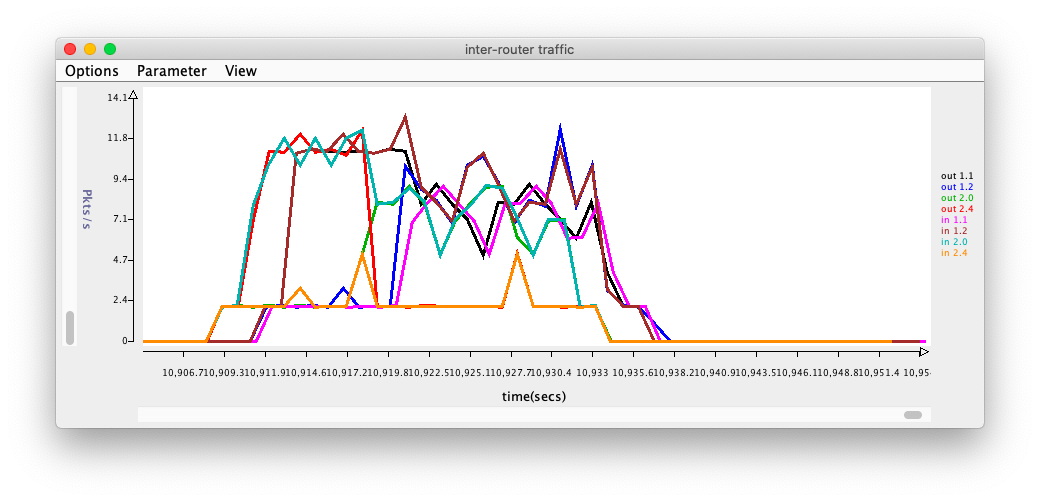 inter-router traffic
Options Parameter View
14.1
11.8
9.4
7.1
4.7
2.4
0
Pkts/s
out 1.1
out 1.2
out 2.0
out 2.4
in 1.1
in 1.2
in 2.0
in 2.4
10,906.7 10,909.3 10,911.9 10,914.6 10,917.2 10,919.8 10,922.5 10,925.1 10,927.7 10,930.4 10,933 10,935.6 10,938.2 10,940.9 10,943.5 10,946.1 10,948.8 10,951.4 10,95
time(secs)